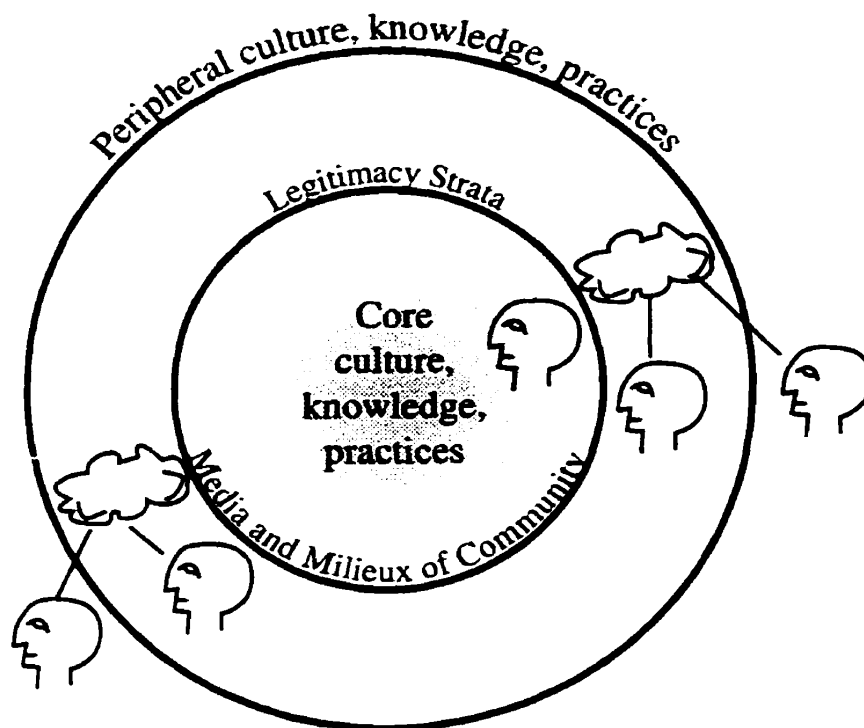 Peripheral culture, knowledge, practices
Legitimacy Strata
Core
culture,
knowledge,
practices
Media and Milieux of Community